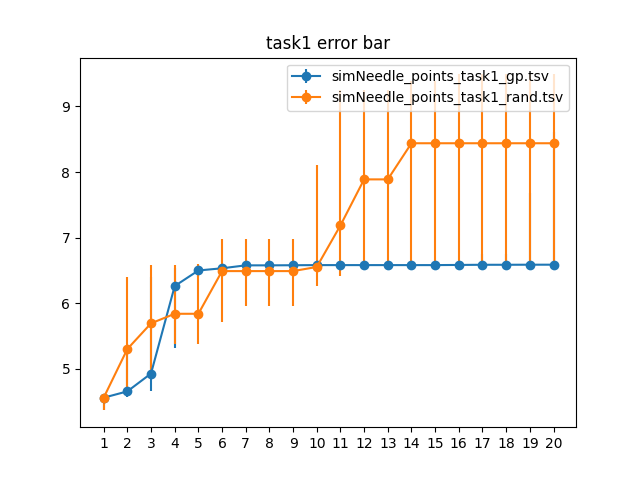 task1 error bar
simNeedle_points_task1_gp.tsv
simNeedle_points_task1_rand.tsv
9
8
7
6
5
1 2 3 4 5 6 7 8 9 10 11 12 13 14 15 16 17 18 19 20